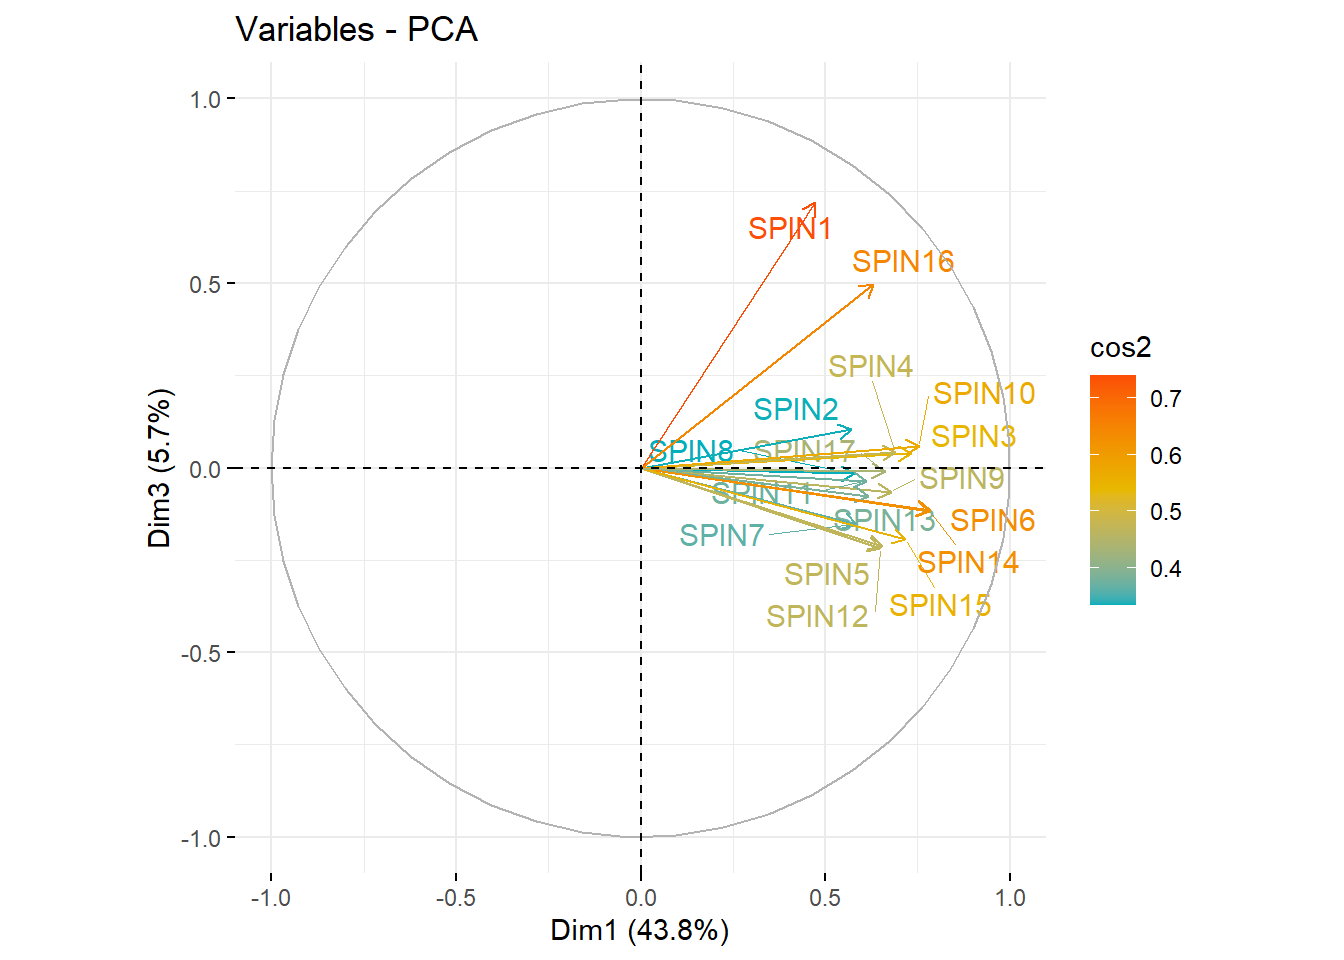 Variables - PCA
1.0
0.5
0.0
-0.5
-1.0
Dim3 (5.7%)
SPIN1
SPIN16
SPIN4
SPIN10
SPIN2
SPIN3
SPIN8
SPIN17
SPIN9
SPIN11
SPIN13
SPIN6
SPIN7
SPIN14
SPIN5
SPIN15
SPIN12
-1.0
-0.5
0.0
0.5
1.0
Dim1 (43.8%)
cos2
0.7
0.6
0.5
0.4